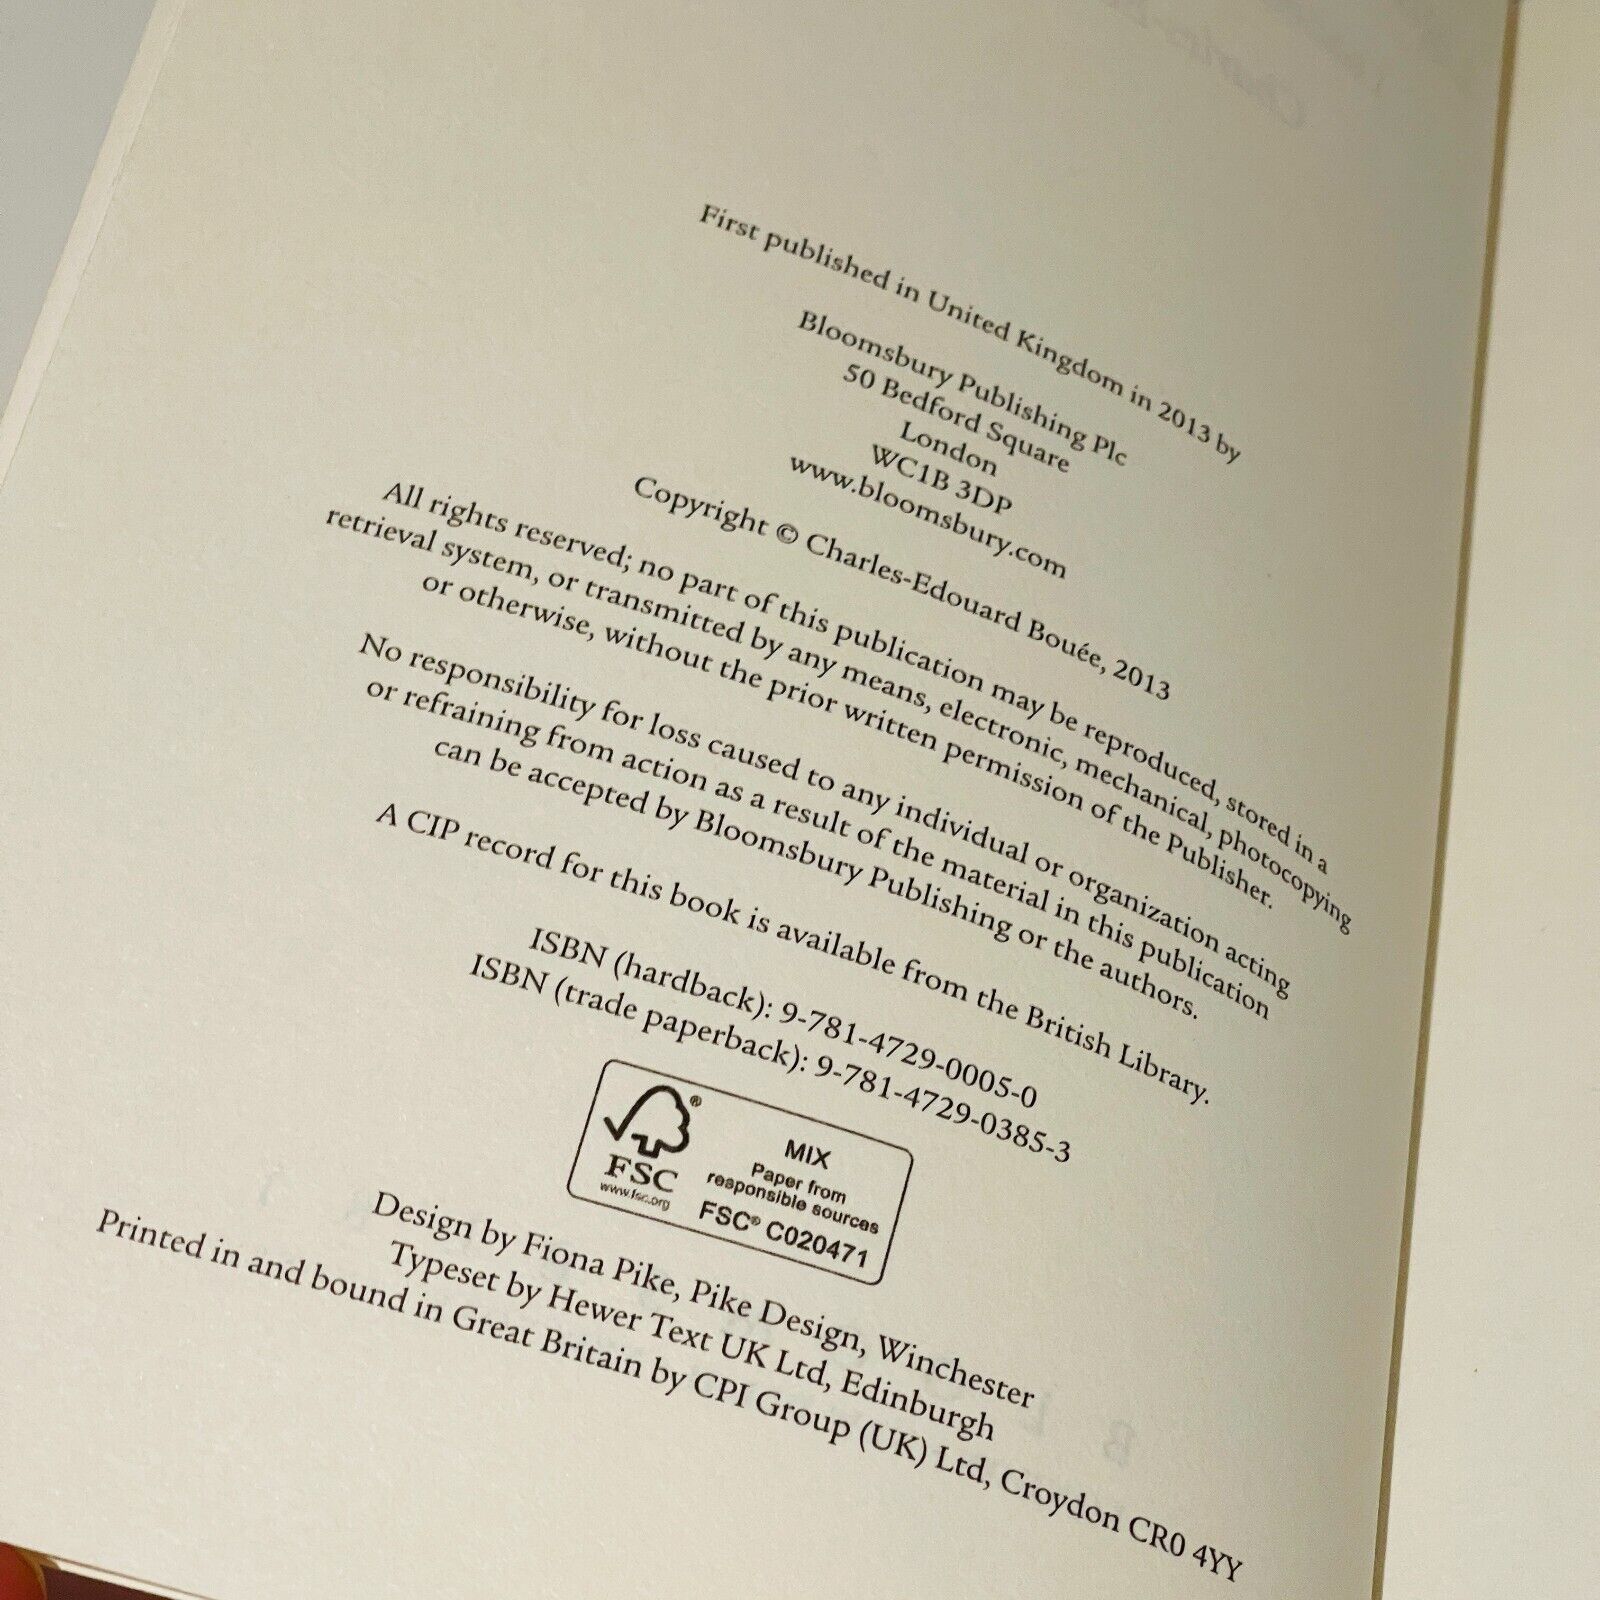 First published in United Kingdom in 2013 by
Bloomsbury Publishing Plc
50 Bedford Square
London
WC1B 3DP
www.bloomsbury.com
Copyright © Charles-Edouard Bouée, 2013
All rights reserved; no part of this publication may be reproduced, stored in a
retrieval system, or transmitted by any means, electronic, mechanical, photocopying
or otherwise, without the prior written permission of the Publisher.
No responsibility for loss caused to any individual or organization acting
or refraining from action as a result of the material in this publication
can be accepted by Bloomsbury Publishing or the authors.
A CIP record for this book is available from the British Library.
ISBN (hardback): 9-781-4729-0005-0
ISBN (trade paperback): 9-781-4729-0385-3
®
FSC
www.fsc.org
MIX
Paper from
responsible sources
FSC® C020471
Design by Fiona Pike, Pike Design, Winchester
Typeset by Hewer Text UK Ltd, Edinburgh
Printed in and bound in Great Britain by CPI Group (UK) Ltd, Croydon CR0 4YY